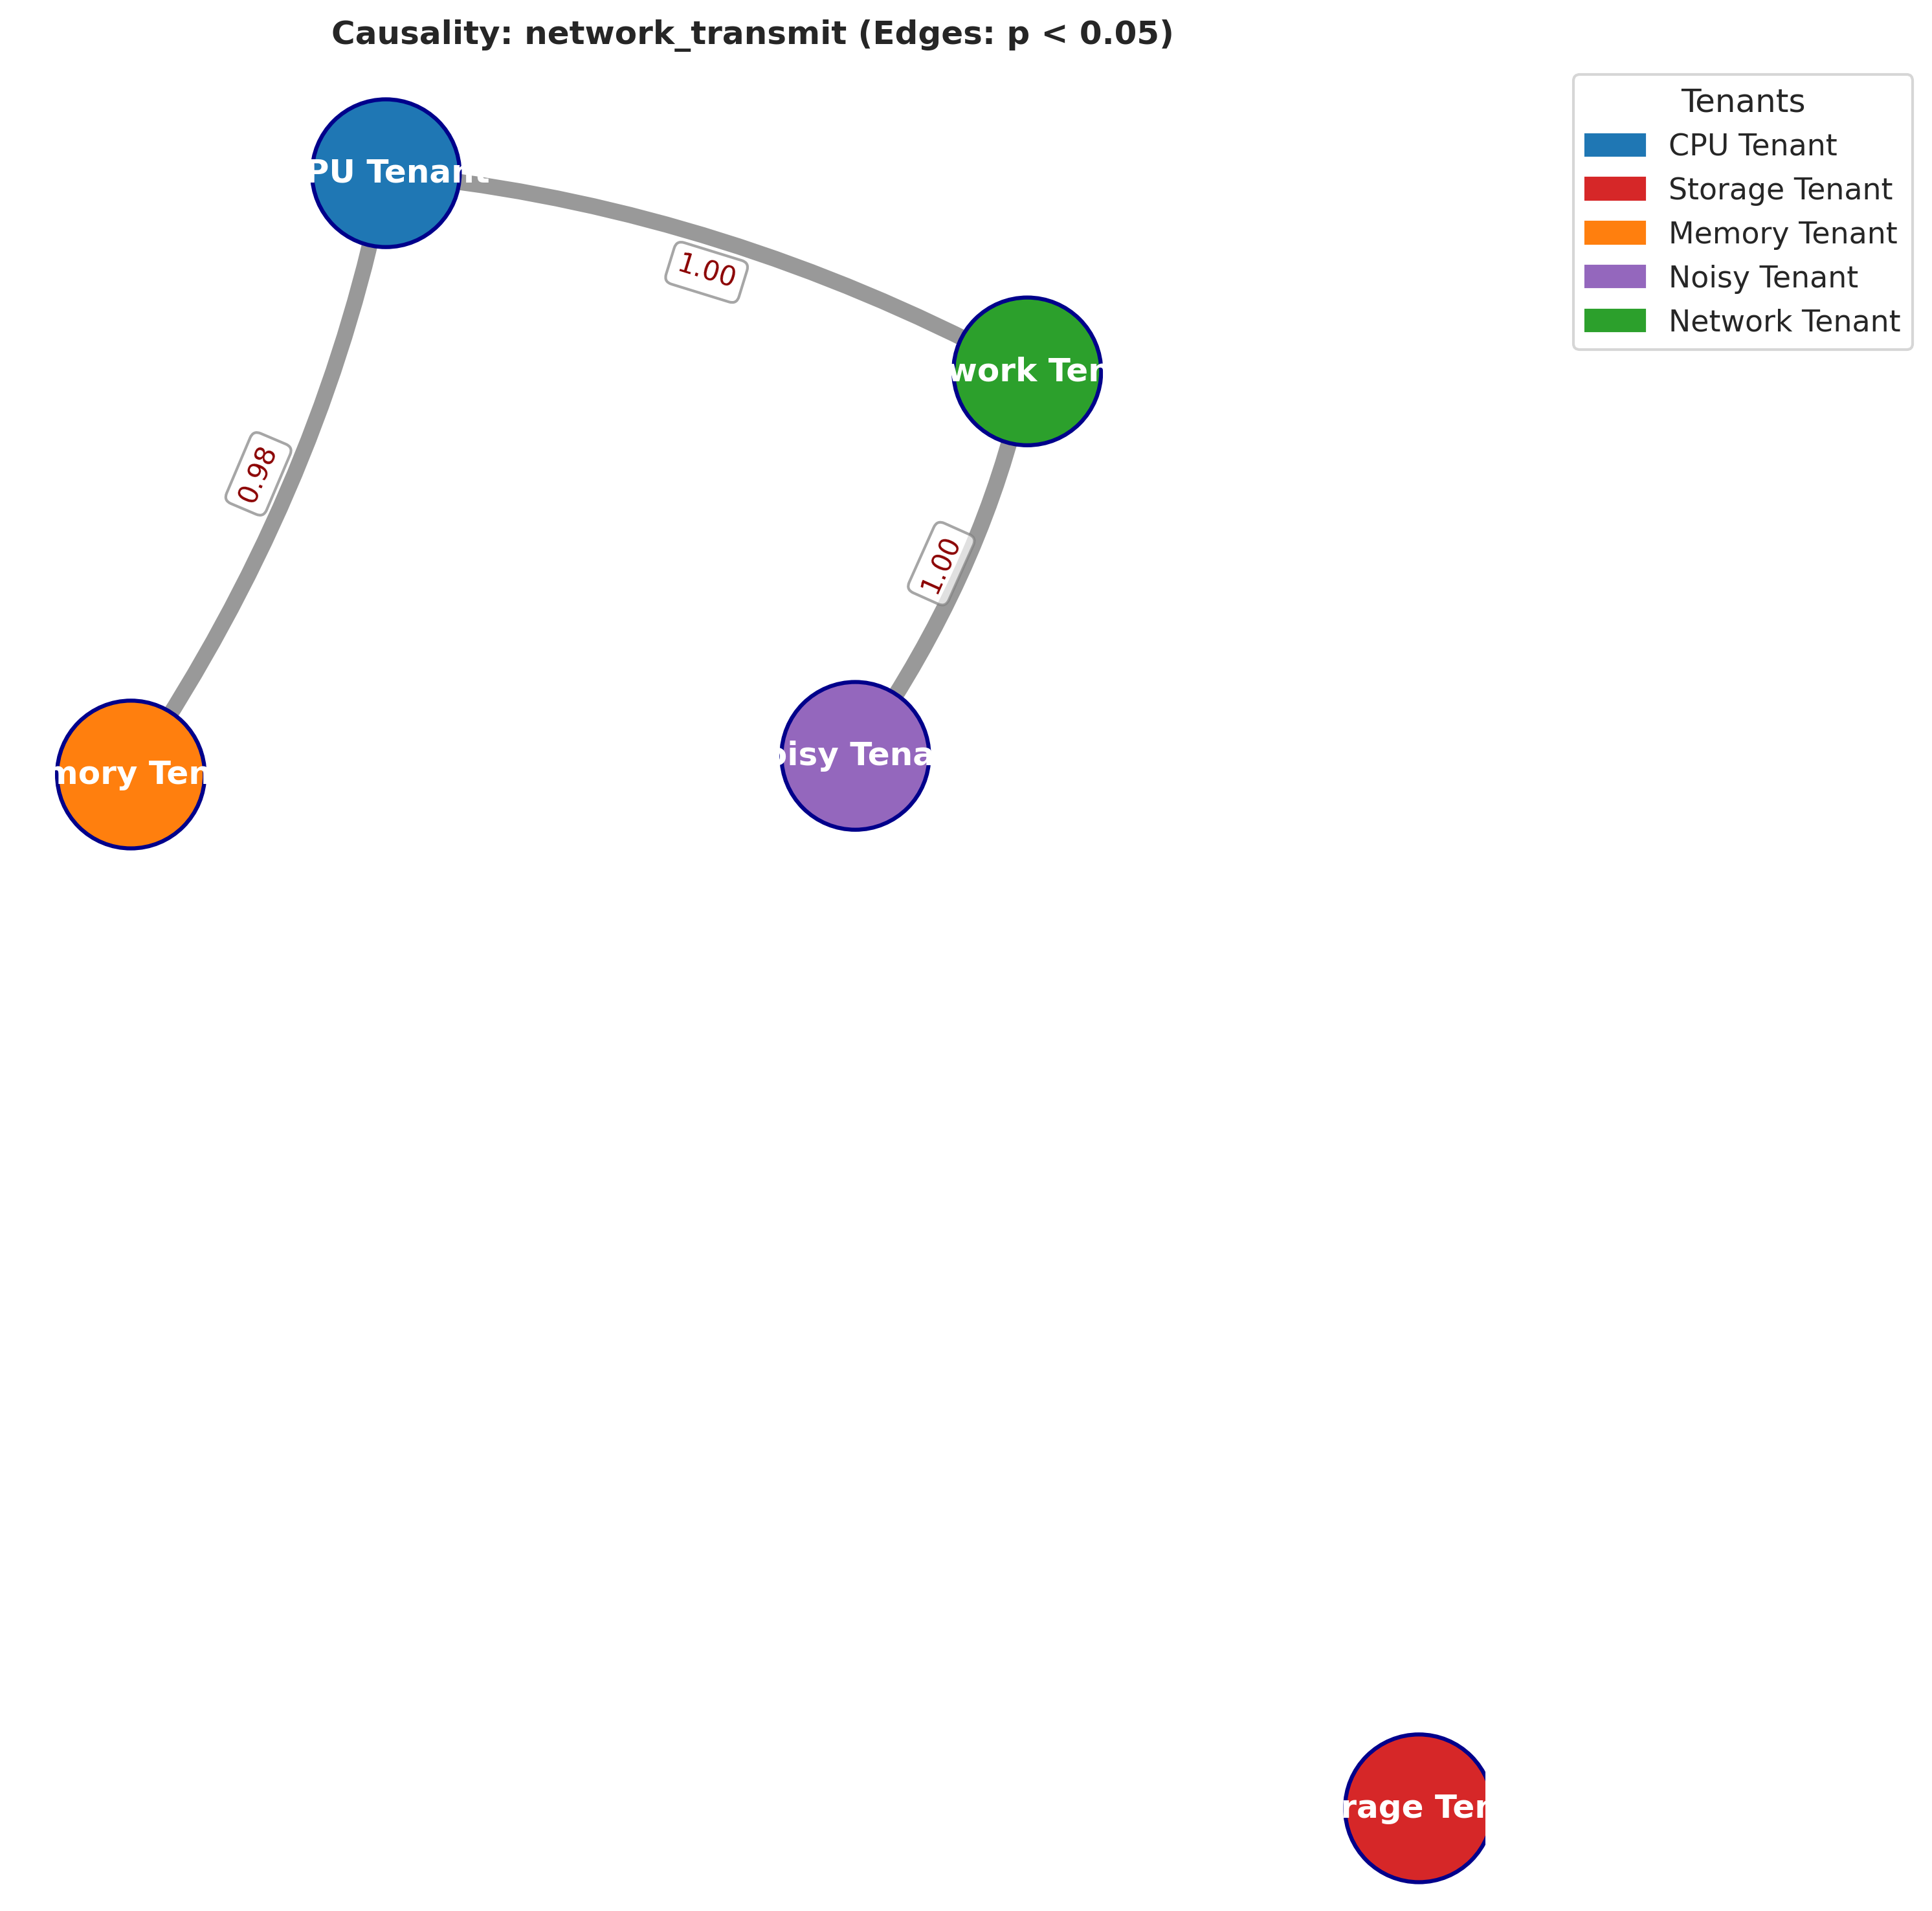 Causality: network_transmit (Edges: p < 0.05)
Tenants
CPU Tenant
Storage Tenant
Memory Tenant
Noisy Tenant
Network Tenant
PU Tenant
1.00
work Ten
0.98
1.00
oisy Tena
mory Ten
rage Ten